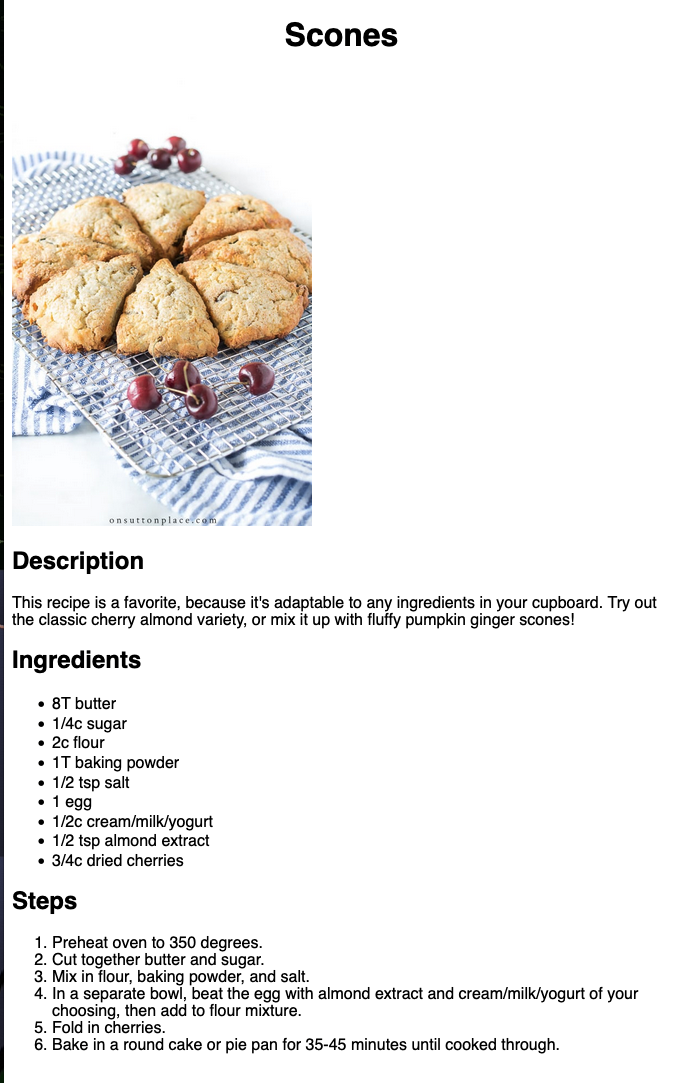 Scones
onsuttonplace.com
Description
This recipe is a favorite, because it's adaptable to any ingredients in your cupboard. Try out
the classic cherry almond variety, or mix it up with fluffy pumpkin ginger scones!
Ingredients
• 8T butter
• 1/4c sugar
• 2c flour
• 1T baking powder
• 1/2 tsp salt
• 1 egg
• 1/2c cream/milk/yogurt
• 1/2 tsp almond extract
• 3/4c dried cherries
Steps
1. Preheat oven to 350 degrees.
2. Cut together butter and sugar.
3. Mix in flour, baking powder, and salt.
4. In a separate bowl, beat the egg with almond extract and cream/milk/yogurt of your
choosing, then add to flour mixture.
5. Fold in cherries.
6. Bake in a round cake or pie pan for 35-45 minutes until cooked through.